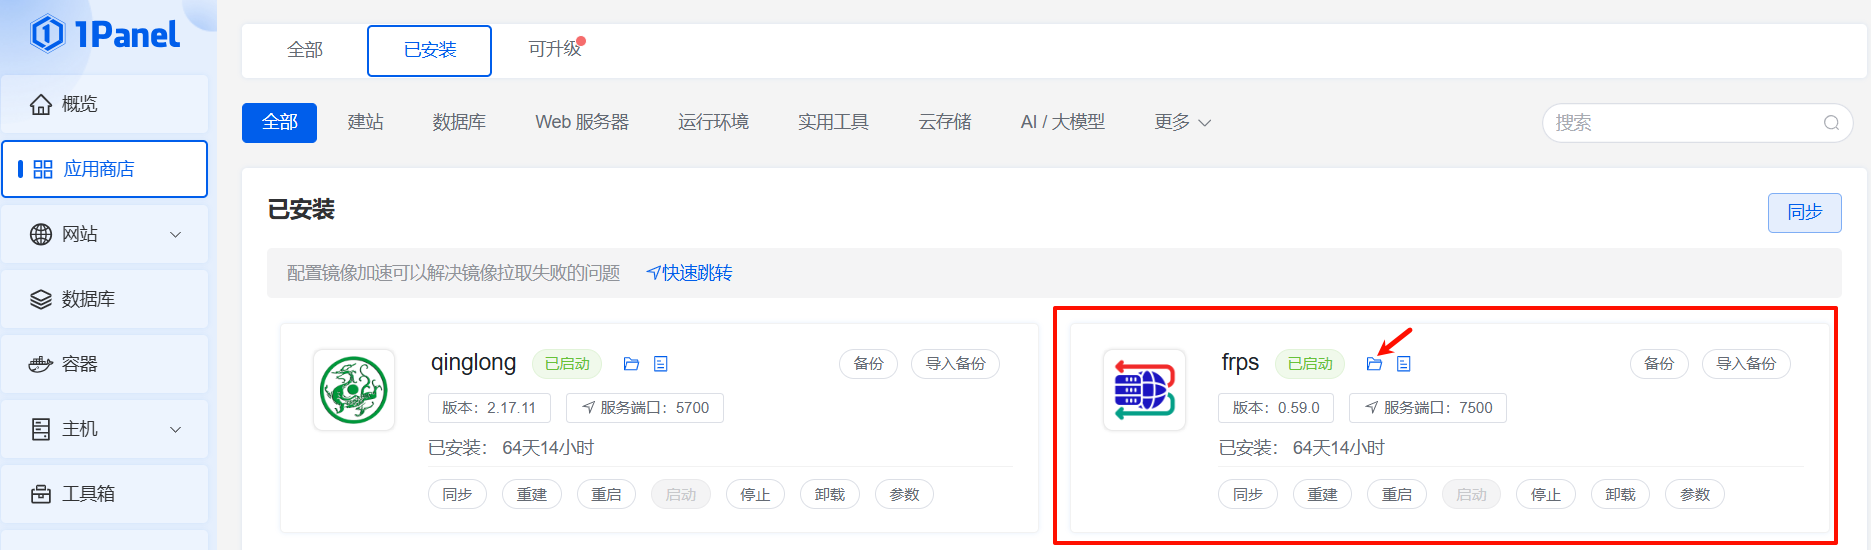 1Panel
概览
应用商店
网站
数据库
容器
主机
工具箱
全部 已安装 可升级
全部 建站 数据库 Web 服务器 运行环境 实用工具 云存储 AI / 大模型 更多 搜索
已安装 同步
配置镜像加速可以解决镜像拉取失败的问题 快速跳转
qinglong 已启动 备份 导入备份
版本：2.17.11 服务端口：5700
已安装： 64天14小时
同步 重建 重启 启动 停止 卸载 参数
frps 已启动 备份 导入备份
版本：0.59.0 服务端口：7500
已安装： 64天14小时
同步 重建 重启 启动 停止 卸载 参数